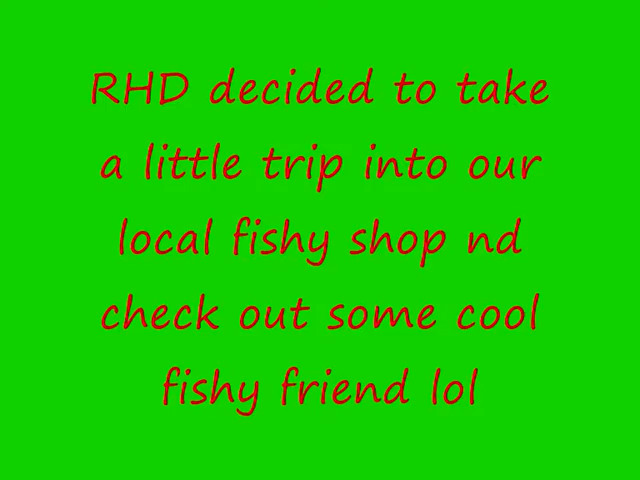 RHD decided to take
a little trip into our
local fishy shop nd
check out some cool
fishy friend lol